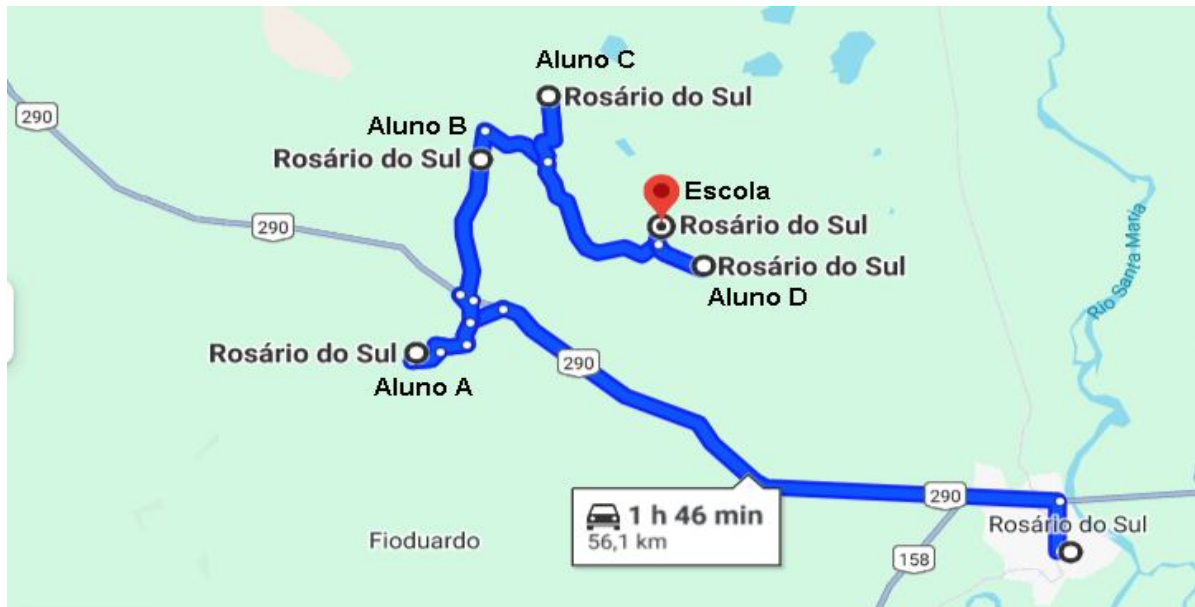 Aluno C
Rosário do Sul
290
Aluno B
Rosário do Sul
Escola
Rosário do Sul
290
Rosário do Sul
Aluno D
Rio Santa Maria
Rosário do Sul
Aluno A
290
290
1 h 46 min
56,1 km
Rosário do Sul
Fioduardo
158